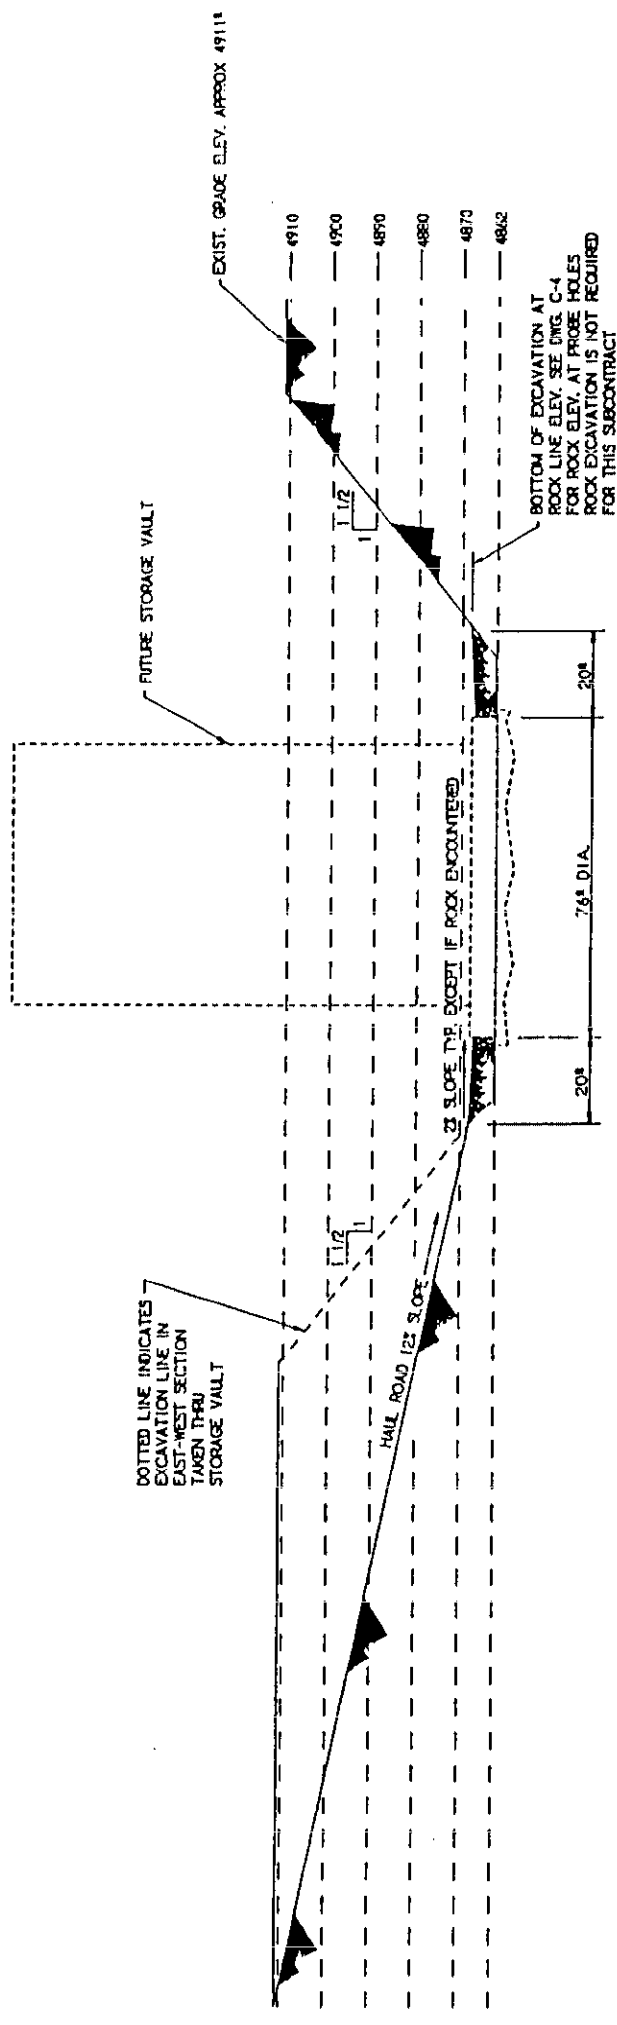 DOTTED LINE INDICATES
EXCAVATION LINE IN
EAST-WEST SECTION
TAKEN THRU
STORAGE VAULT
FUTURE STORAGE VAULT
EXIST. GRADE ELEV. APPROX 4911±
4910
4900
4890
4880
4870
4862
1 1/2
1
1 1/2
1
HAUL ROAD 12% SLOPE
2% SLOPE TYP. EXCEPT IF ROCK ENCOUNTERED
BOTTOM OF EXCAVATION AT
ROCK LINE ELEV. SEE DWG. C-4
FOR ROCK ELEV. AT PROBE HOLES
ROCK EXCAVATION IS NOT REQUIRED
FOR THIS SUBCONTRACT
20±
76± DIA.
20±